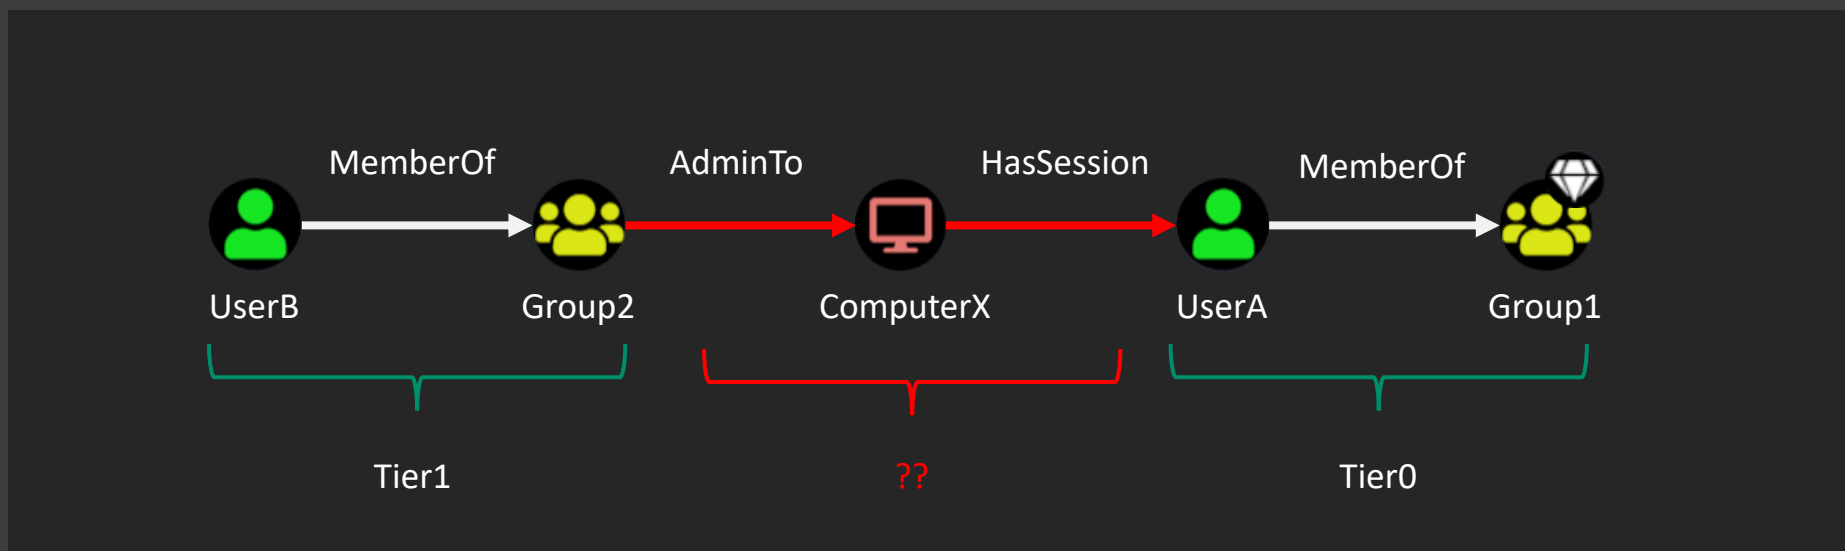 MemberOf
AdminTo
HasSession
MemberOf
UserB
Group2
ComputerX
UserA
Group1
Tier1
??
Tier0